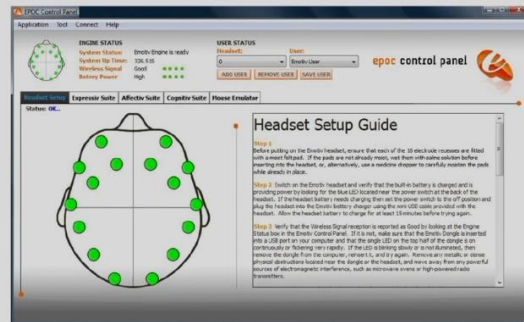 EPOC Control Panel
Application Tool Connect Help
ENGINE STATUS
System Status: Emotiv Engine is ready
System Up Time: 336.535
Wireless Signal Good
Battery Power High
USER STATUS
Headset: User:
0 Emotiv User
ADD USER REMOVE USER SAVE USER
epoc control panel
Headset Setup Expressiv Suite Affectiv Suite Cognitiv Suite Mouse Emulator
Status: OK...
Headset Setup Guide
Step 1
Before putting on the Emotiv headset, ensure that each of the 16 electrode recesses are fitted
with a moist felt pad. If the pads are not already moist, wet them with saline solution before
inserting into the headset, or, alternatively, use a medicine dropper to carefully moisten the pads
while already in place.
Step 2 Switch on the Emotiv headset and verify that the built-in battery is charged and is
providing power by looking for the blue LED located near the power switch at the back of the
headset. If the headset battery needs charging then set the power switch to the off position and
plug the headset into the Emotiv battery charger using the mini USB cable provided with the
headset. Allow the headset battery to charge for at least 15 minutes before trying again.
Step 3 Verify that the Wireless Signal reception is reported as Good by looking at the Engine
Status box in the Emotiv Control Panel. If it is not, make sure that the Emotiv Dongle is inserted
into a USB port on your computer and that the single LED on the top half of the dongle is on
continuously or flickering very rapidly. If the LED is blinking slowly or is not illuminated, then
remove the dongle from the computer, reinsert it, and try again. Remove any metallic or dense
physical obstructions located near the dongle or the headset, and move away from any powerful
sources of electromagnetic interference, such as microwave ovens or high-powered radio
transmitters.